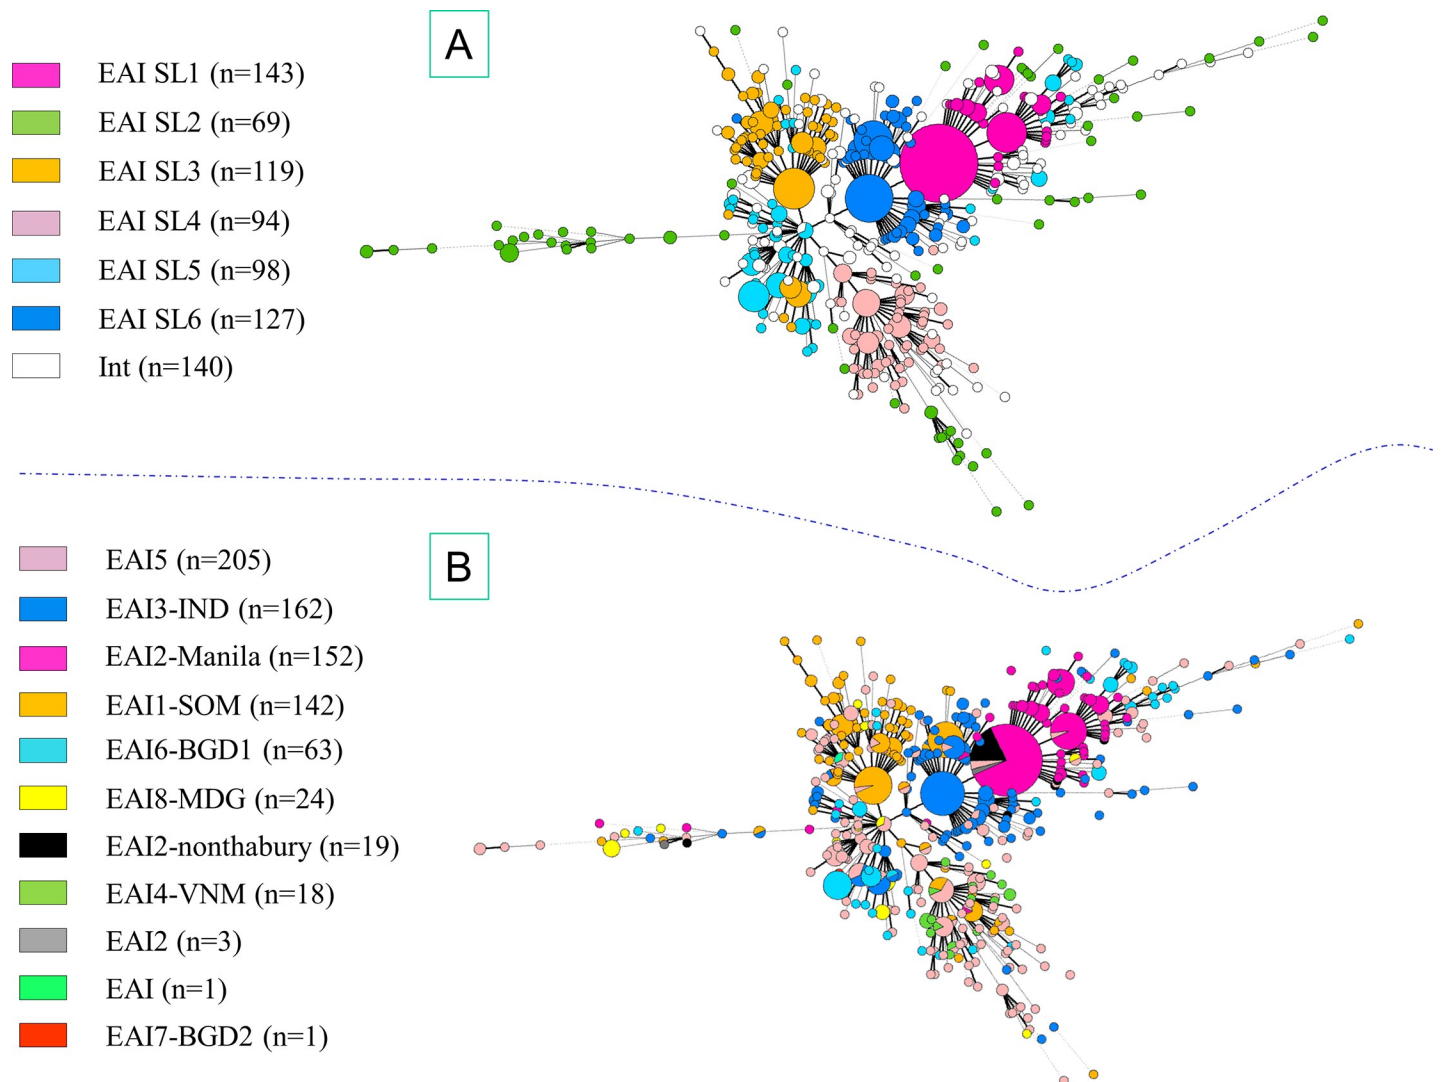 A
EAI SL1 (n=143)
EAI SL2 (n=69)
EAI SL3 (n=119)
EAI SL4 (n=94)
EAI SL5 (n=98)
EAI SL6 (n=127)
Int (n=140)
B
EAI5 (n=205)
EAI3-IND (n=162)
EAI2-Manila (n=152)
EAI1-SOM (n=142)
EAI6-BGD1 (n=63)
EAI8-MDG (n=24)
EAI2-nonthabury (n=19)
EAI4-VNM (n=18)
EAI2 (n=3)
EAI (n=1)
EAI7-BGD2 (n=1)